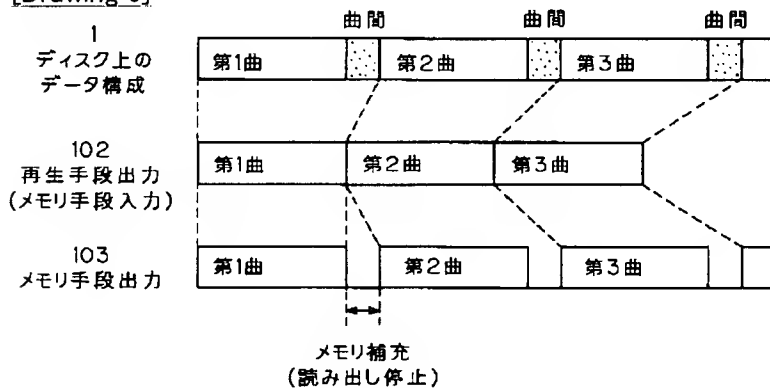 曲間 曲間 曲間
1
ディスク上の
データ構成
第1曲 第2曲 第3曲
102
再生手段出力
(メモリ手段入力)
第1曲 第2曲 第3曲
103
メモリ手段出力
第1曲 第2曲 第3曲
メモリ補充
(読み出し停止)